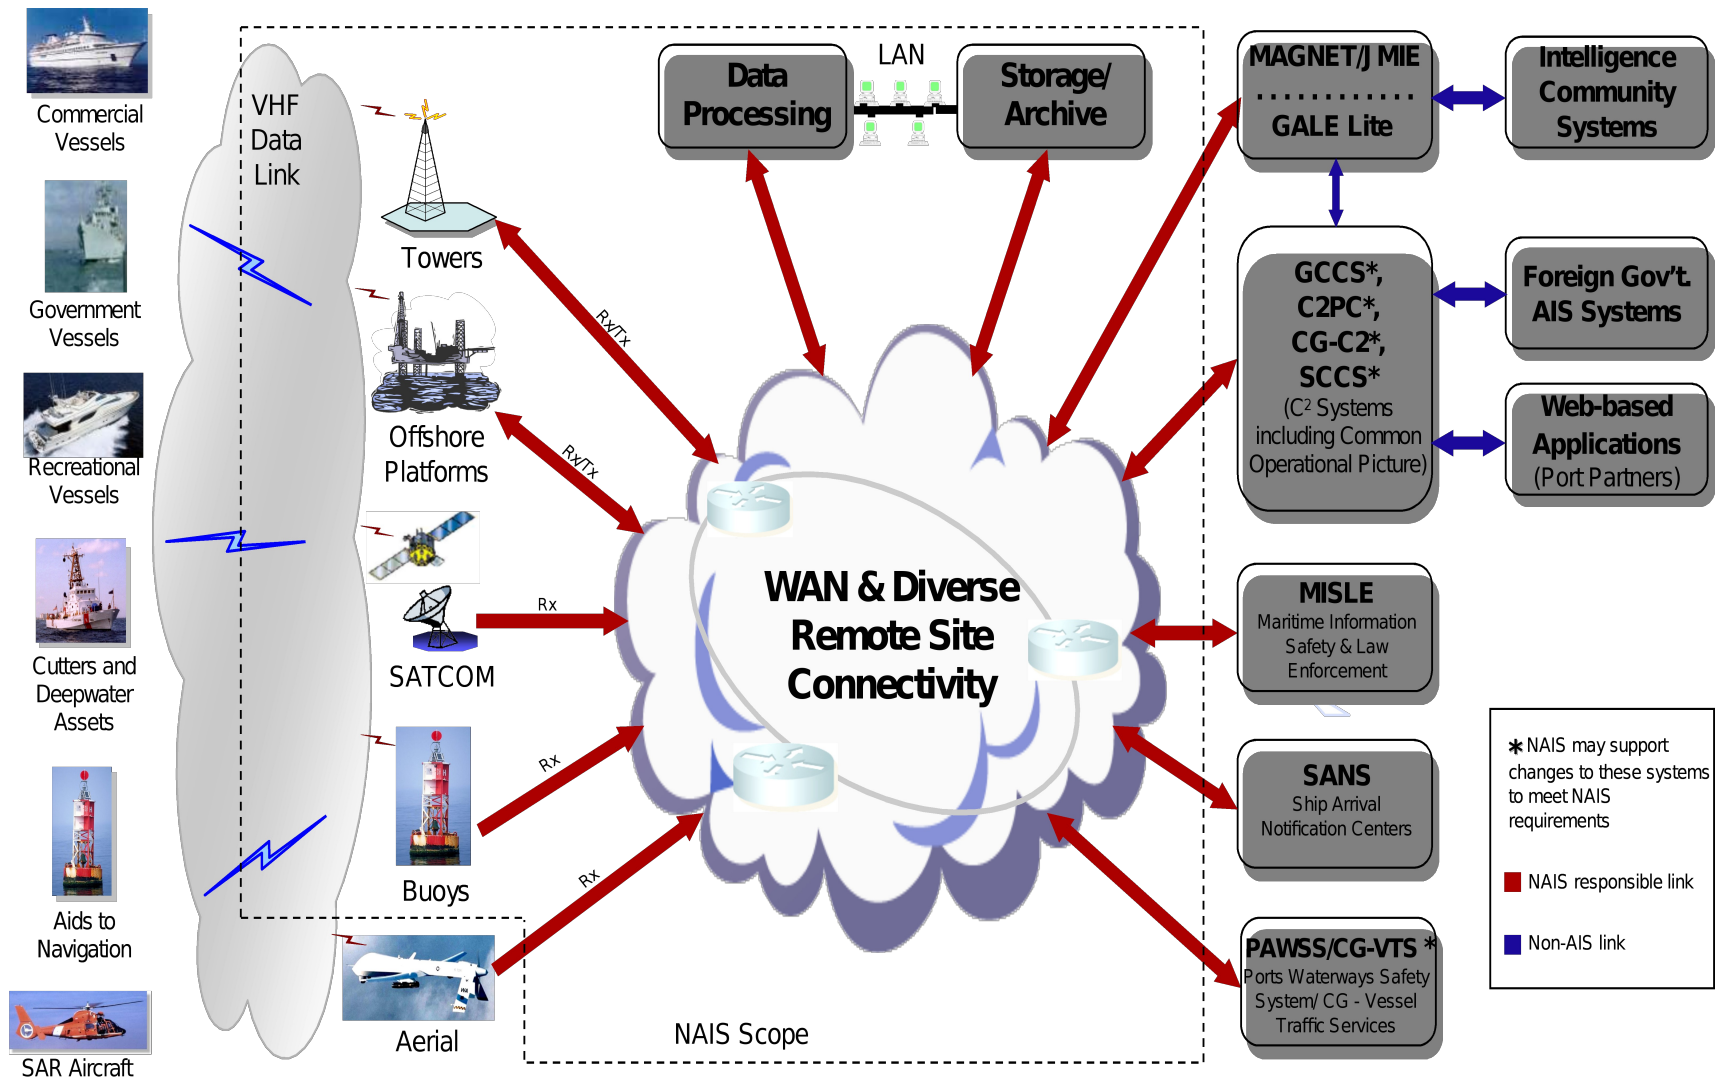 Commercial
Vessels
Government
Vessels
Recreational
Vessels
Cutters and
Deepwater
Assets
Aids to
Navigation
SAR Aircraft
VHF
Data
Link
Towers
Offshore
Platforms
SATCOM
Buoys
Aerial
Rx/Tx
Rx/Tx
Rx
Rx
Rx
Data
Processing
LAN
Storage/
Archive
WAN & Diverse
Remote Site
Connectivity
NAIS Scope
MAGNET/JMIE
............
GALE Lite
Intelligence
Community
Systems
GCCS*,
C2PC*,
CG-C2*,
SCCS*
(C² Systems
including Common
Operational Picture)
Foreign Gov't.
AIS Systems
Web-based
Applications
(Port Partners)
MISLE
Maritime Information
Safety & Law
Enforcement
SANS
Ship Arrival
Notification Centers
PAWSS/CG-VTS *
Ports Waterways Safety
System/ CG - Vessel
Traffic Services
* NAIS may support
changes to these systems
to meet NAIS
requirements
NAIS responsible link
Non-AIS link